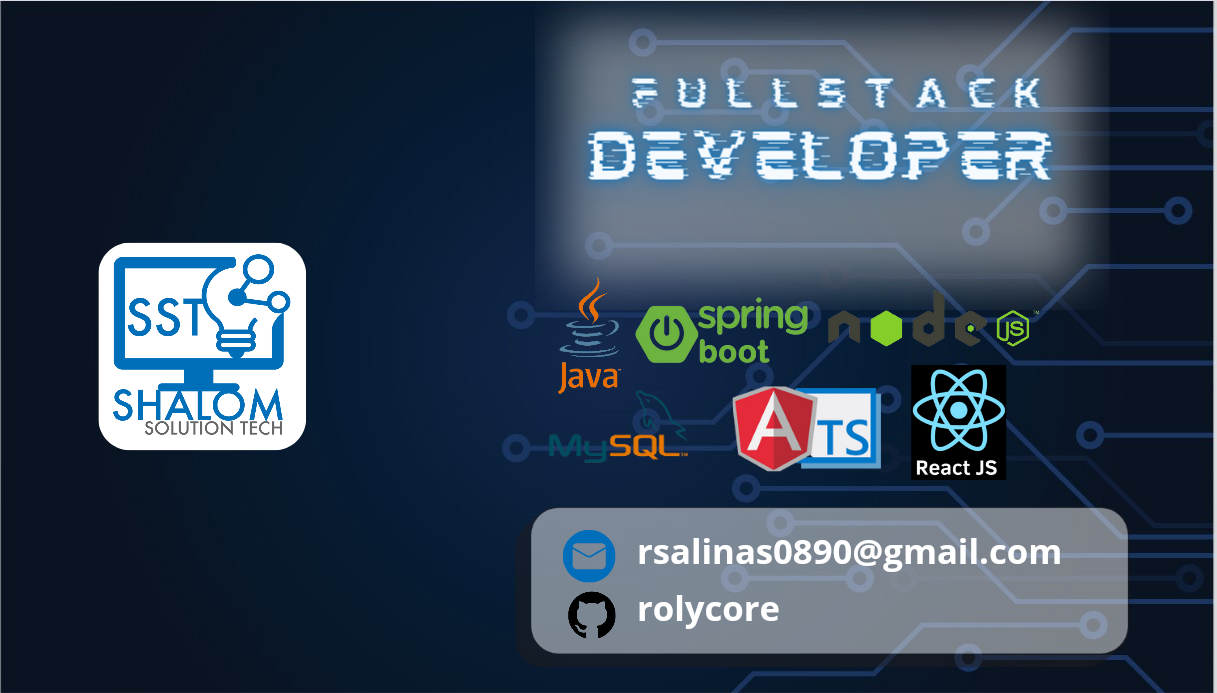 FULLSTACK
DEVELOPER
SST
SHALOM
SOLUTION TECH
Java
spring
boot
node
JS
MySQL
A
TS
React JS
rsalinas0890@gmail.com
rolycore